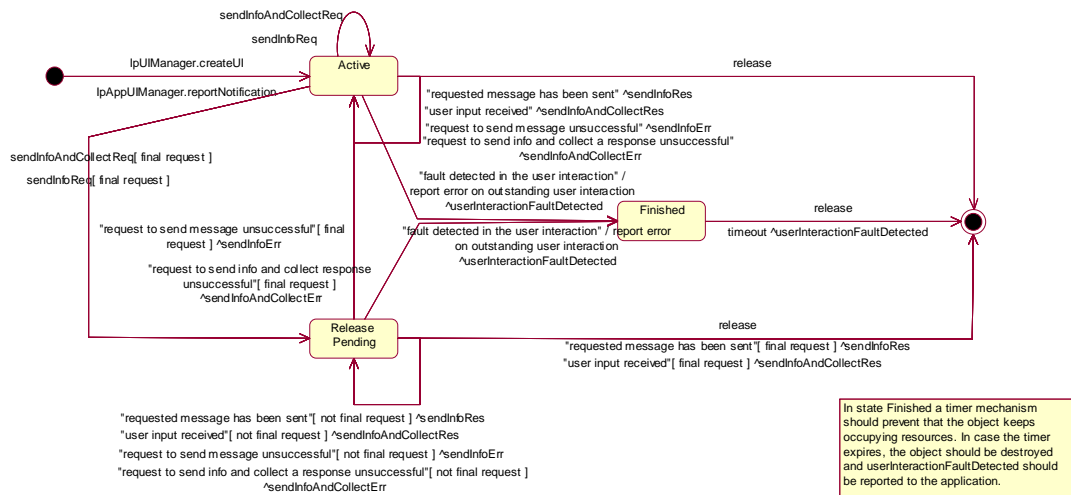 sendInfoAndCollectReq
sendInfoReq
IpUIManager.createUI
IpAppUIManager.reportNotification
Active
release
"requested message has been sent" ^sendInfoRes
"user input received" ^sendInfoAndCollectRes
"request to send message unsuccessful" ^sendInfoErr
"request to send info and collect a response unsuccessful"
^sendInfoAndCollectErr
sendInfoAndCollectReq[ final request ]
sendInfoReq[ final request ]
"fault detected in the user interaction" /
report error on outstanding user interaction
^userInteractionFaultDetected
Finished
release
timeout ^userInteractionFaultDetected
"request to send message unsuccessful"[ final
request ] ^sendInfoErr
"fault detected in the user interaction" / report error
on outstanding user interaction
^userInteractionFaultDetected
"request to send info and collect response
unsuccessful"[ final request ]
^sendInfoAndCollectErr
Release
Pending
release
"requested message has been sent"[ final request ] ^sendInfoRes
"user input received"[ final request ] ^sendInfoAndCollectRes
"requested message has been sent"[ not final request ] ^sendInfoRes
"user input received"[ not final request ] ^sendInfoAndCollectRes
"request to send message unsuccessful"[ not final request ] ^sendInfoErr
"request to send info and collect a response unsuccessful"[ not final request ]
^sendInfoAndCollectErr
In state Finished a timer mechanism
should prevent that the object keeps
occupying resources. In case the timer
expires, the object should be destroyed
and userInteractionFaultDetected should
be reported to the application.